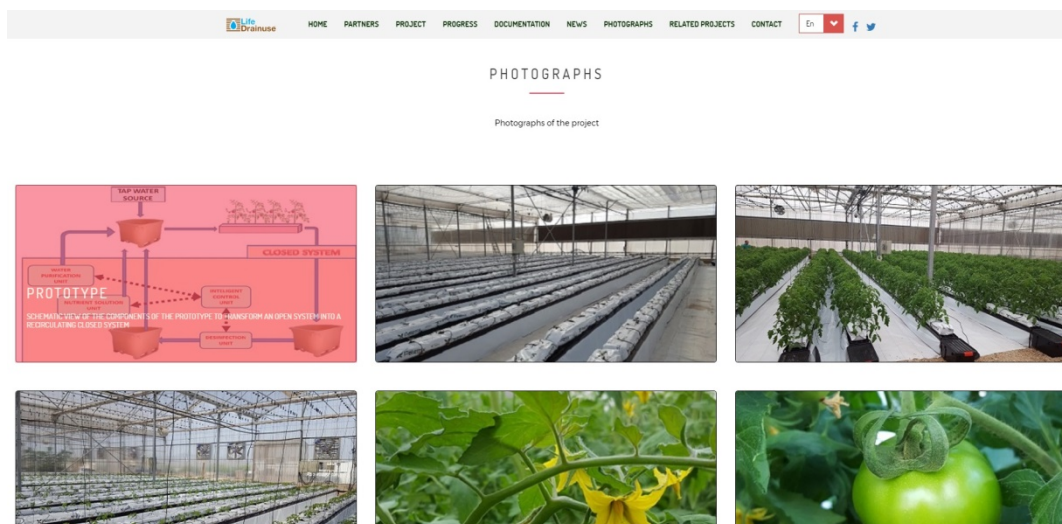 Life
Drainuse
HOME PARTNERS PROJECT PROGRESS DOCUMENTATION NEWS PHOTOGRAPHS RELATED PROJECTS CONTACT En
PHOTOGRAPHS
Photographs of the project
TAP WATER
SOURCE
CLOSED SYSTEM
WATER
PURIFICATION
UNIT
PROTOTYPE
INTELIGENT
CONTROL
UNIT
NUTRIENT SOLUTION
UNIT
SCHEMATIC VIEW OF THE COMPONENTS OF THE PROTOTYPE TO TRANSFORM AN OPEN SYSTEM INTO A
RECIRCULATING CLOSED SYSTEM
DESINFECTION
UNIT